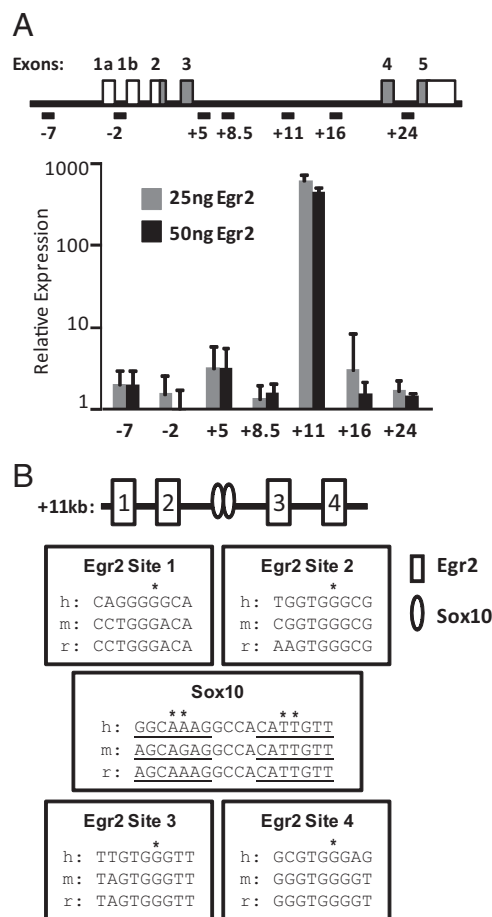 A
Exons: 1a 1b 2 3 4 5
-7 -2 +5 +8.5 +11 +16 +24
Relative Expression
1000
100
10
1
25ng Egr2
50ng Egr2
-7 -2 +5 +8.5 +11 +16 +24
B
+11kb: 1 2 3 4
Egr2
Sox10
Egr2 Site 1
*
h: CAGGGGGCA
m: CCTGGGACA
r: CCTGGGACA
Egr2 Site 2
*
h: TGGTGGGCG
m: CGGTGGGCG
r: AAGTGGGCG
Sox10
** **
h: GGCAAAGGCCACATTGTT
m: AGCAGAGGCCACATTGTT
r: AGCAAAGGCCACATTGTT
Egr2 Site 3
*
h: TTGTGGGTT
m: TAGTGGGTT
r: TAGTGGGTT
Egr2 Site 4
*
h: GCGTGGGAG
m: GGGTGGGGT
r: GGGTGGGGT